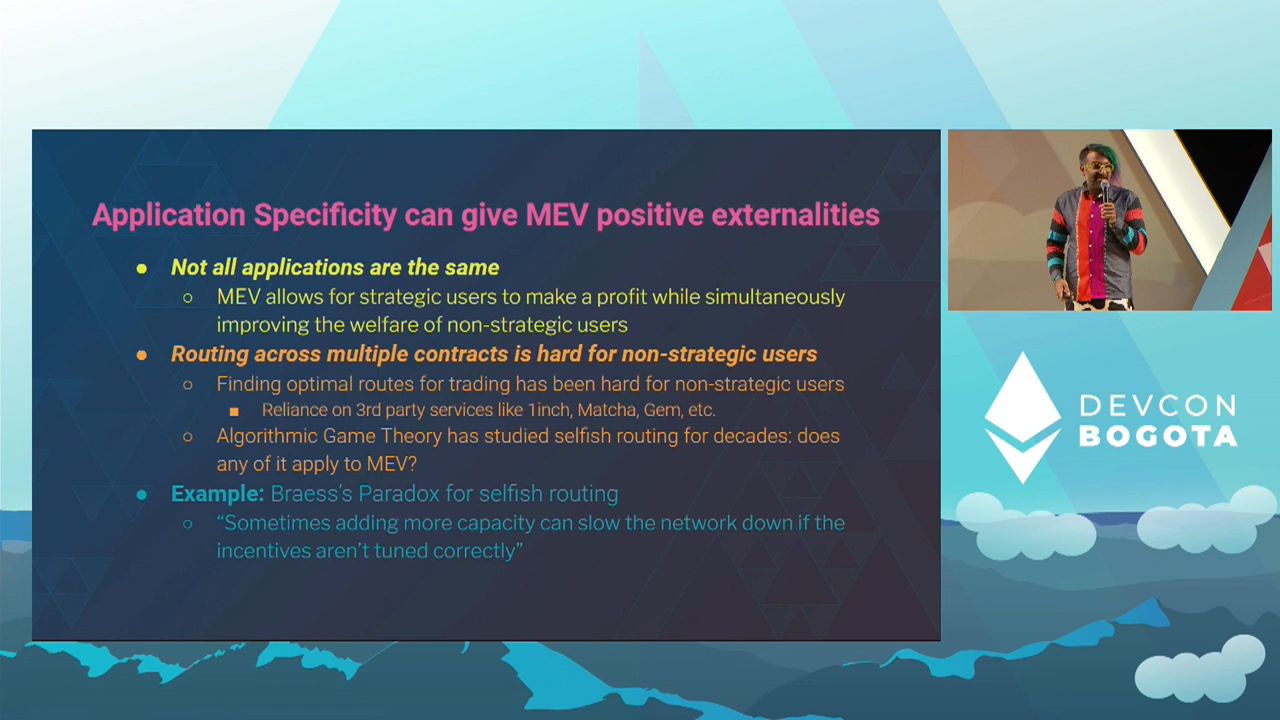 Application Specificity can give MEV positive externalities
● Not all applications are the same
○ MEV allows for strategic users to make a profit while simultaneously
improving the welfare of non-strategic users
● Routing across multiple contracts is hard for non-strategic users
○ Finding optimal routes for trading has been hard for non-strategic users
■ Reliance on 3rd party services like 1inch, Matcha, Gem, etc.
○ Algorithmic Game Theory has studied selfish routing for decades: does
any of it apply to MEV?
● Example: Braess's Paradox for selfish routing
○ “Sometimes adding more capacity can slow the network down if the
incentives aren't tuned correctly”
DEVCON
BOGOTA